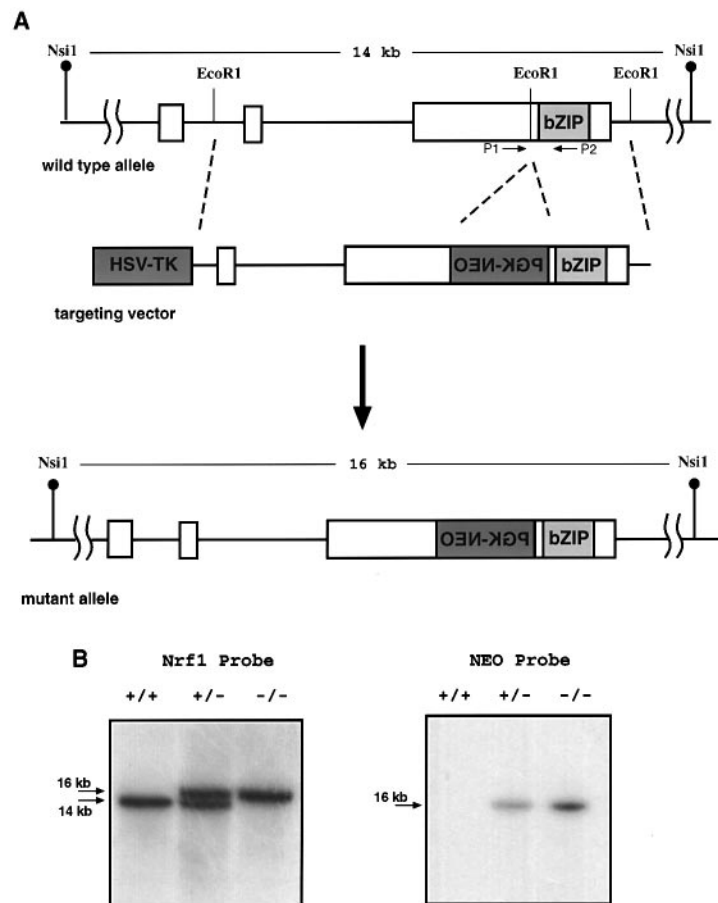 A
Nsi1 14 kb Nsi1
EcoR1 EcoR1 EcoR1
bZIP
P1 P2
wild type allele
HSV-TK PGK-NEO bZIP
targeting vector
Nsi1 16 kb Nsi1
PGK-NEO bZIP
mutant allele
B
Nrf1 Probe NEO Probe
+/+ +/- -/- +/+ +/- -/-
16 kb
14 kb
16 kb